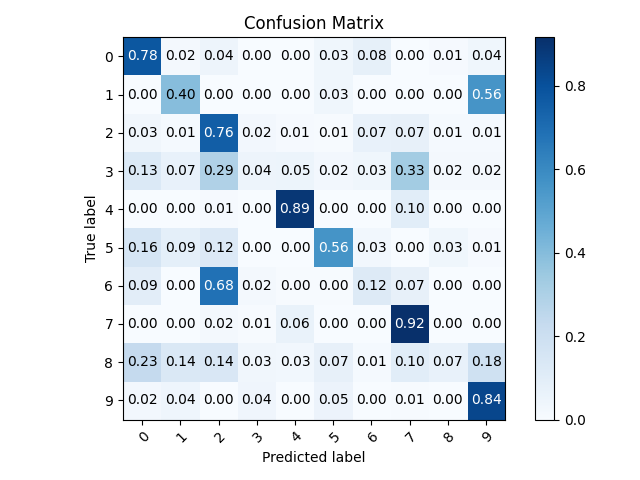 Confusion Matrix
0 0.78 0.02 0.04 0.00 0.00 0.03 0.08 0.00 0.01 0.04
1 0.00 0.40 0.00 0.00 0.00 0.03 0.00 0.00 0.00 0.56
2 0.03 0.01 0.76 0.02 0.01 0.01 0.07 0.07 0.01 0.01
3 0.13 0.07 0.29 0.04 0.05 0.02 0.03 0.33 0.02 0.02
4 0.00 0.00 0.01 0.00 0.89 0.00 0.00 0.10 0.00 0.00
5 0.16 0.09 0.12 0.00 0.00 0.56 0.03 0.00 0.03 0.01
6 0.09 0.00 0.68 0.02 0.00 0.00 0.12 0.07 0.00 0.00
7 0.00 0.00 0.02 0.01 0.06 0.00 0.00 0.92 0.00 0.00
8 0.23 0.14 0.14 0.03 0.03 0.07 0.01 0.10 0.07 0.18
9 0.02 0.04 0.00 0.04 0.00 0.05 0.00 0.01 0.00 0.84
0 1 2 3 4 5 6 7 8 9
True label
Predicted label
0.8
0.6
0.4
0.2
0.0